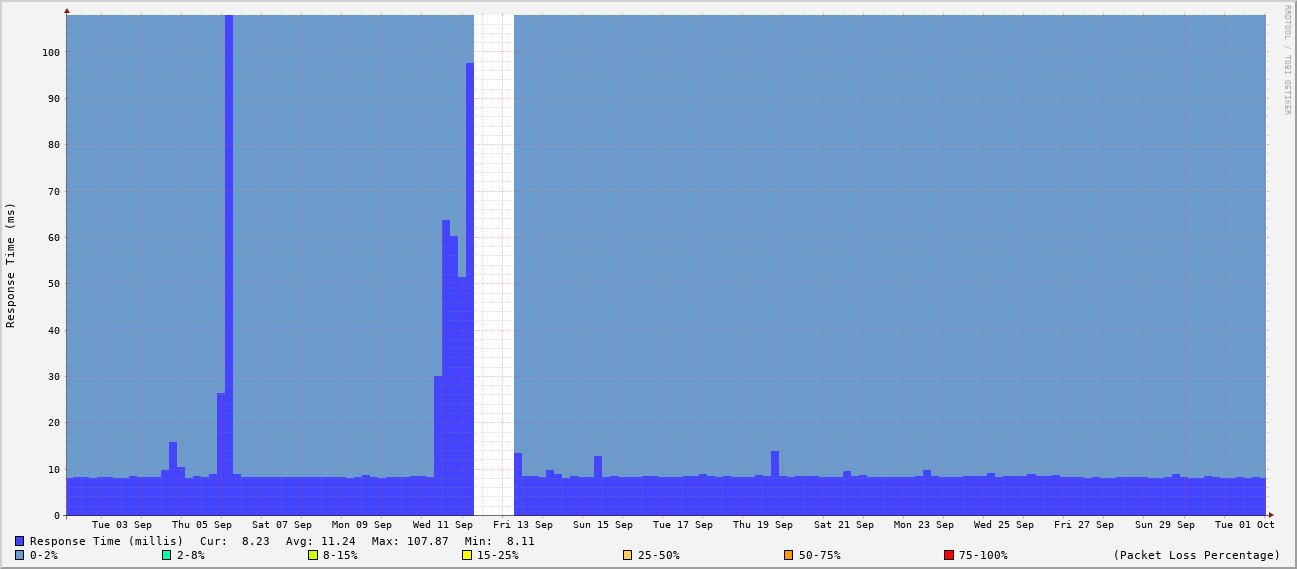 RRDTOOL / TOBI OETIKER
Response Time (ms)
100
90
80
70
60
50
40
30
20
10
0
Tue 03 Sep Thu 05 Sep Sat 07 Sep Mon 09 Sep Wed 11 Sep Fri 13 Sep Sun 15 Sep Tue 17 Sep Thu 19 Sep Sat 21 Sep Mon 23 Sep Wed 25 Sep Fri 27 Sep Sun 29 Sep Tue 01 Oct
Response Time (millis) Cur: 8.23 Avg: 11.24 Max: 107.87 Min: 8.11
0-2% 2-8% 8-15% 15-25% 25-50% 50-75% 75-100% (Packet Loss Percentage)